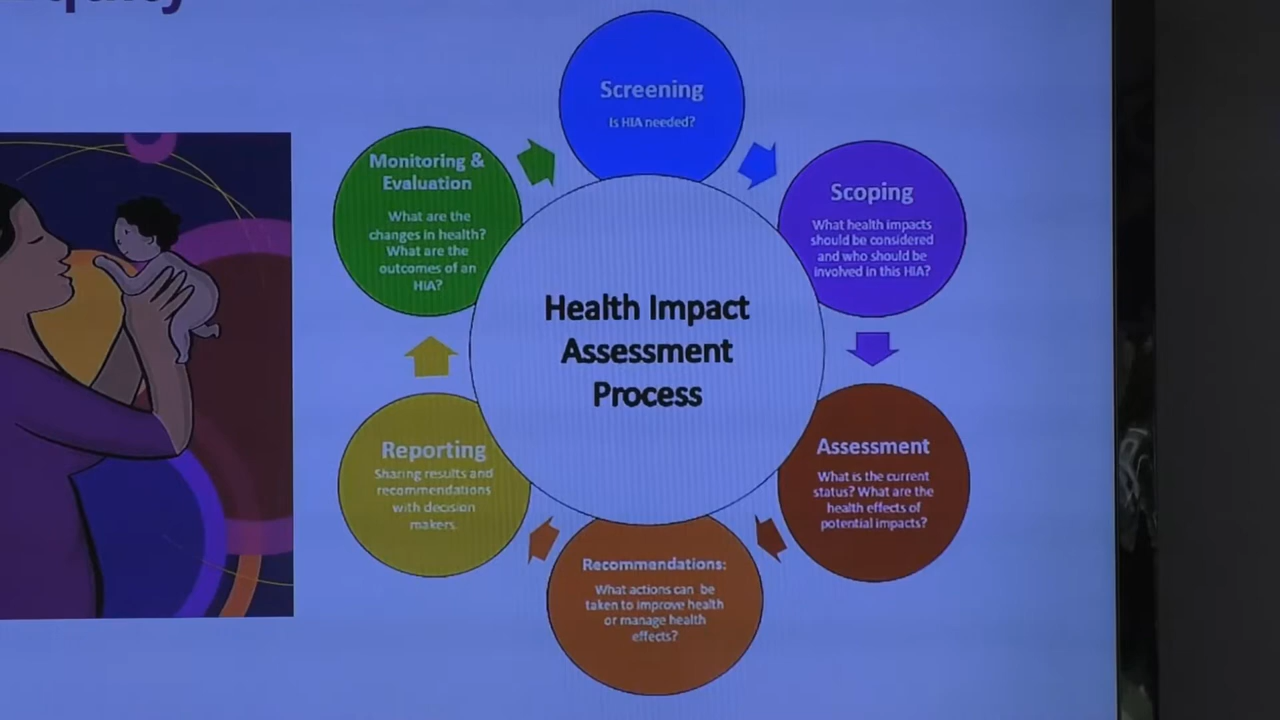 Screening
Is HIA needed?
Scoping
What health impacts
should be considered
and who should be
involved in this HIA?
Assessment
What is the current
status? What are the
health effects of
potential impacts?
Recommendations:
What actions can be
taken to improve health
or manage health
effects?
Reporting
Sharing results and
recommendations
with decision
makers.
Monitoring &
Evaluation
What are the
changes in health?
What are the
outcomes of an
HIA?
Health Impact
Assessment
Process